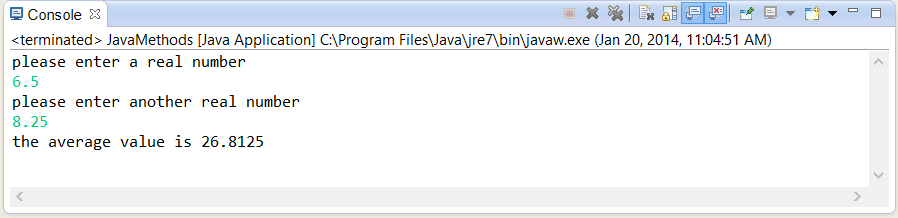 Console
<terminated> JavaMethods [Java Application] C:\Program Files\Java\jre7\bin\javaw.exe (Jan 20, 2014, 11:04:51 AM)
please enter a real number
6.5
please enter another real number
8.25
the average value is 26.8125